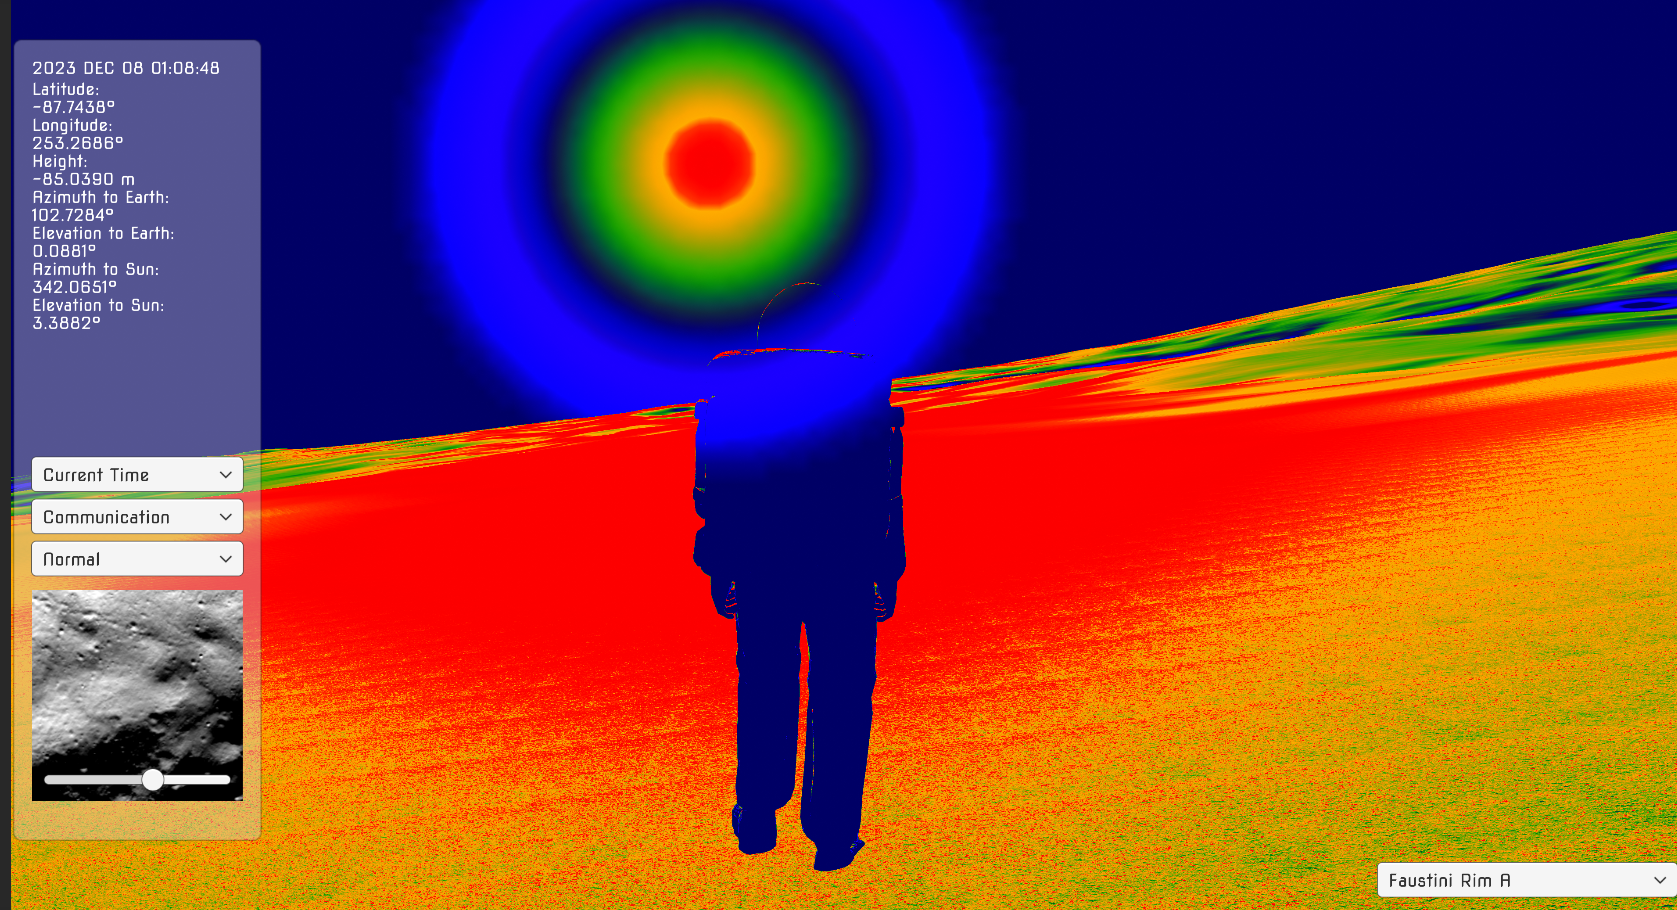 2023 DEC 08 01:08:48
Latitude:
-87.7438°
Longitude:
253.2686°
Height:
-85.0390 m
Azimuth to Earth:
102.7284°
Elevation to Earth:
0.0881°
Azimuth to Sun:
342.0651°
Elevation to Sun:
3.3882°
Current Time
Communication
Normal
Faustini Rim A